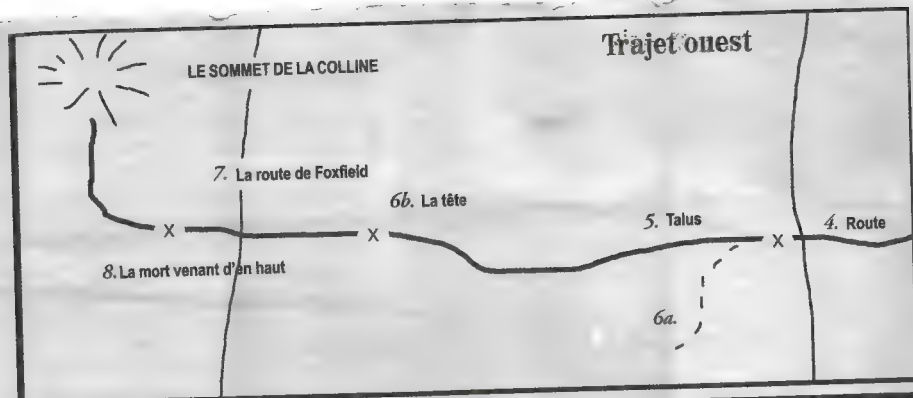 Trajet ouest
LE SOMMET DE LA COLLINE
7. La route de Foxfield
6b. La tête
5. Talus
4. Route
X
X
X
8. La mort venant d'en haut
6a.